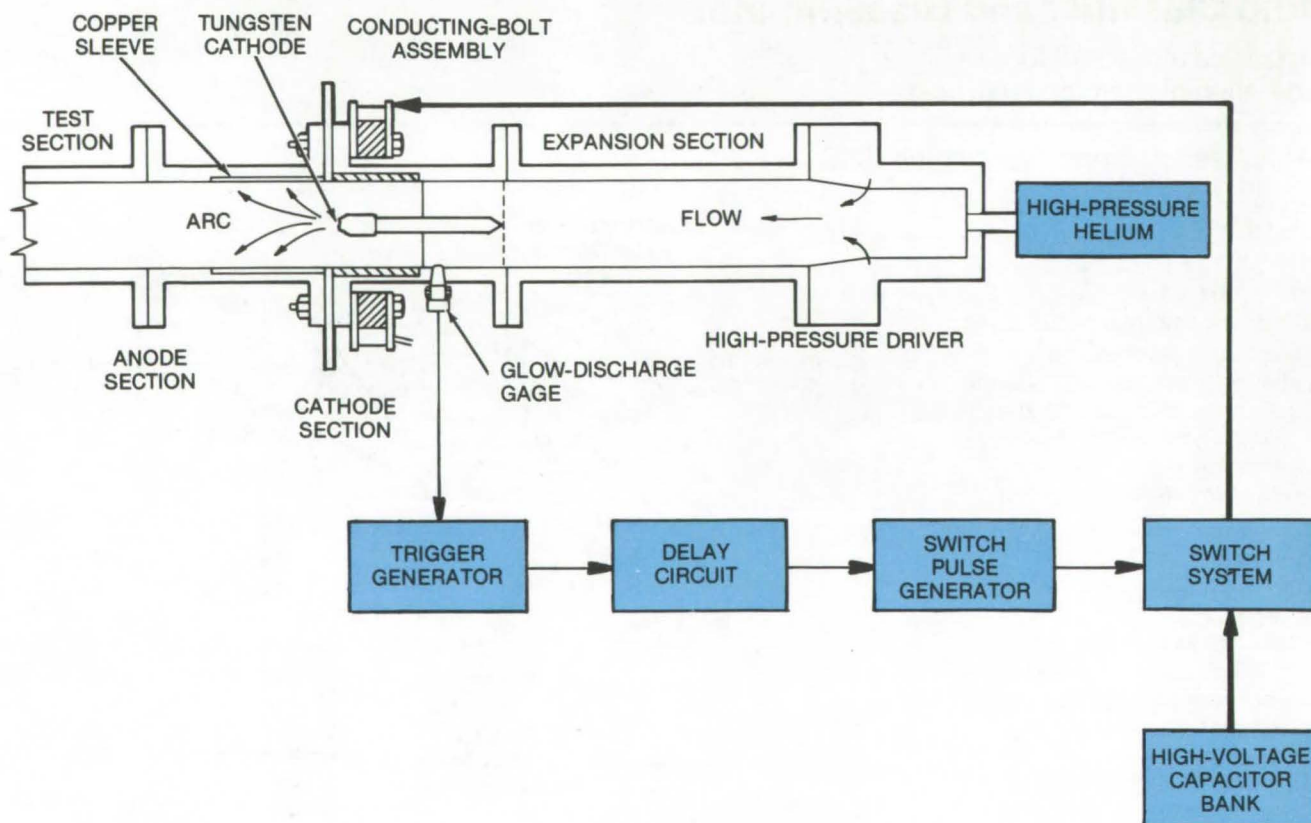 COPPER
SLEEVE
TUNGSTEN
CATHODE
CONDUCTING-BOLT
ASSEMBLY
TEST
SECTION
EXPANSION SECTION
ARC
FLOW
HIGH-PRESSURE
HELIUM
ANODE
SECTION
CATHODE
SECTION
GLOW-DISCHARGE
GAGE
HIGH-PRESSURE DRIVER
TRIGGER
GENERATOR
DELAY
CIRCUIT
SWITCH
PULSE
GENERATOR
SWITCH
SYSTEM
HIGH-VOLTAGE
CAPACITOR
BANK